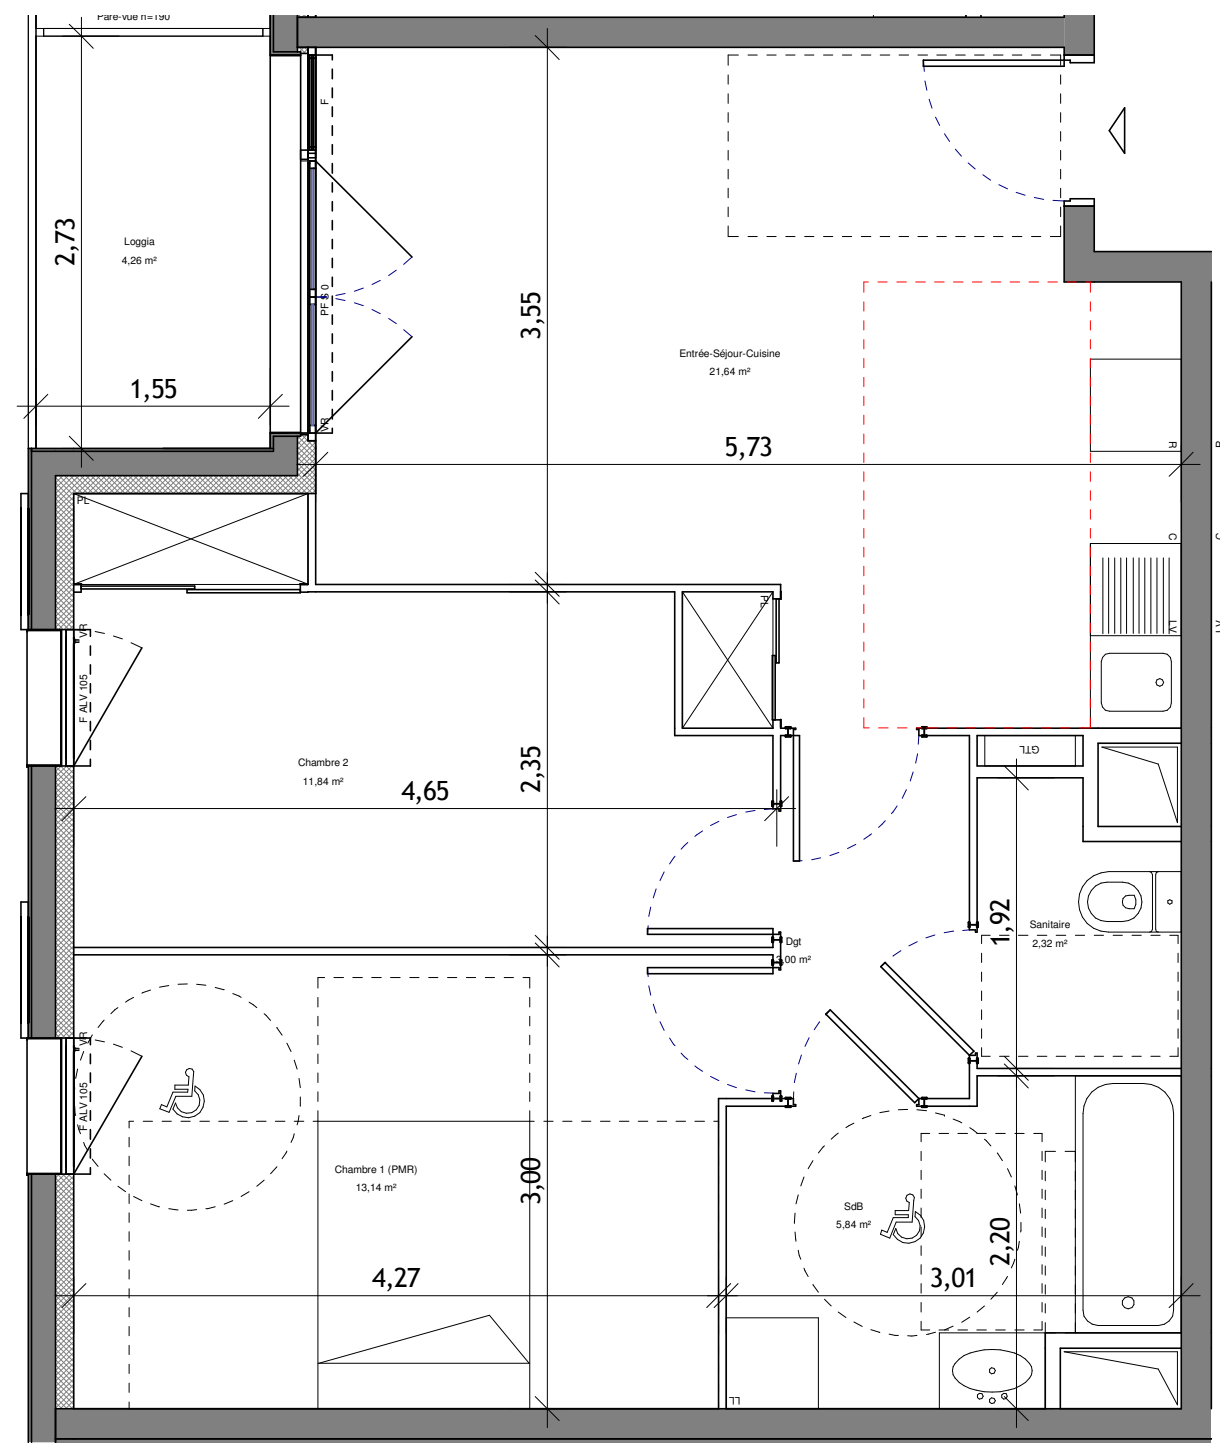 Pare-vue h=190
F
2,73
Loggia
4,26 m²
PF S 0
3,55
Entrée-Séjour-Cuisine
21,64 m²
1,55
VR
5,73
R
PL
C
PL
LV
VR
F ALV 105
GTL
Chambre 2
11,84 m²
2,35
4,65
1,92
Sanitaire
2,32 m²
Dgt
VR
F ALV 105
Chambre 1 (PMR)
13,14 m²
3,00
SdB
5,84 m²
2,20
4,27
3,01
LL